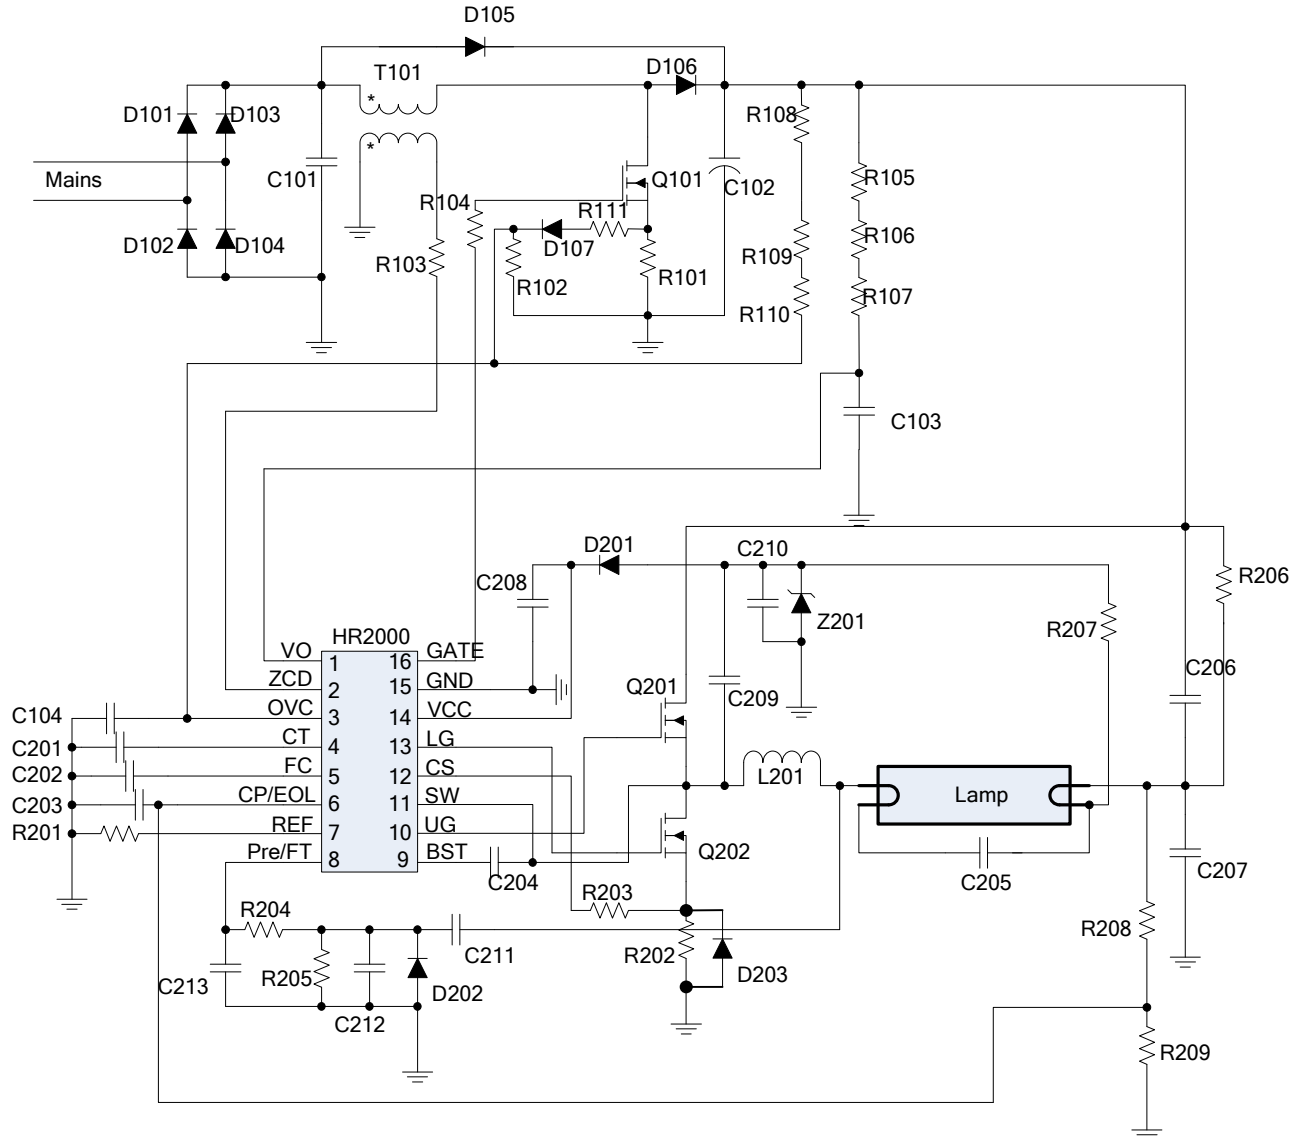 D105
T101
*
D106
D101
D103
R108
Mains
C101
*
Q101
C102
R105
R104
R111
D102
D104
D107
R106
R103
R102
R101
R109
R107
R110
C103
D201
C210
C208
R206
Z201
R207
HR2000
VO 1 16 GATE
ZCD 2 15 GND
OVC 3 14 VCC
CT 4 13 LG
FC 5 12 CS
CP/EOL 6 11 SW
REF 7 10 UG
Pre/FT 8 9 BST
C104
C201
C202
C203
R201
Q201
C209
C206
L201
Lamp
Q202
C204
C205
C207
R203
R204
C211
R202
D203
R208
C213
R205
D202
C212
R209